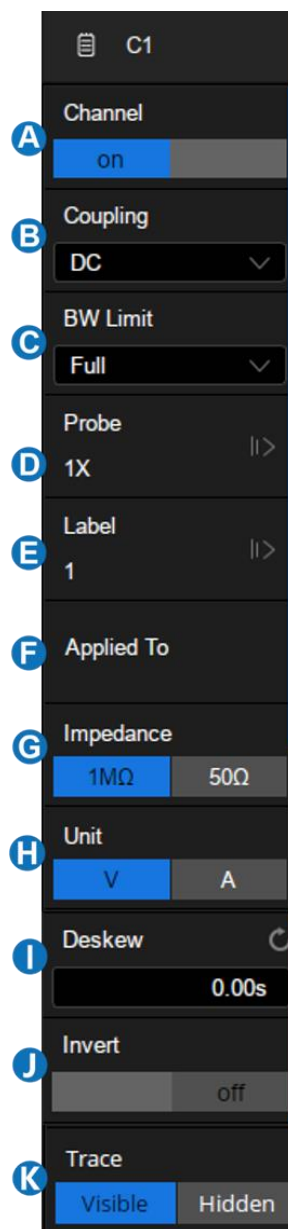 C1
A
Channel
on
B
Coupling
DC
C
BW Limit
Full
D
Probe
1X
E
Label
1
F
Applied To
G
Impedance
1MΩ 50Ω
H
Unit
V A
I
Deskew
0.00s
J
Invert
off
K
Trace
Visible Hidden